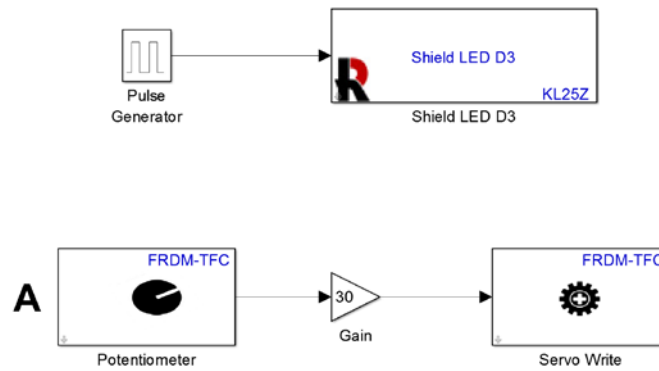 Shield LED D3
KL25Z
Pulse
Generator
Shield LED D3
A
FRDM-TFC
30
FRDM-TFC
Gain
Potentiometer
Servo Write